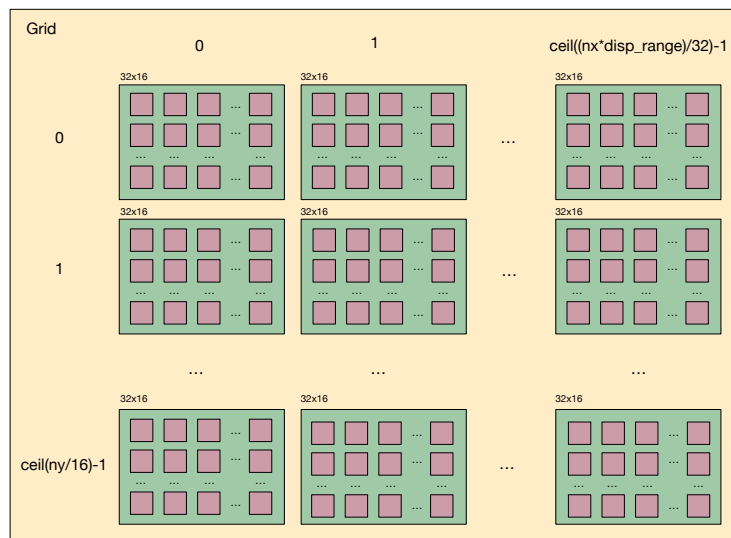 Grid
0 1 ceil((nx*disp_range)/32)-1
32x16 32x16 32x16
... ... ...
0 ...
... ... ... ... ... ... ... ... ... ... ... ...
... ... ...
32x16 32x16 32x16
... ... ...
1 ...
... ... ... ... ... ... ... ... ... ... ... ...
... ... ...
... ... ...
32x16 32x16 32x16
... ... ...
ceil(ny/16)-1 ... ... ... ...
... ... ... ... ... ... ... ... ... ... ... ...
... ... ...